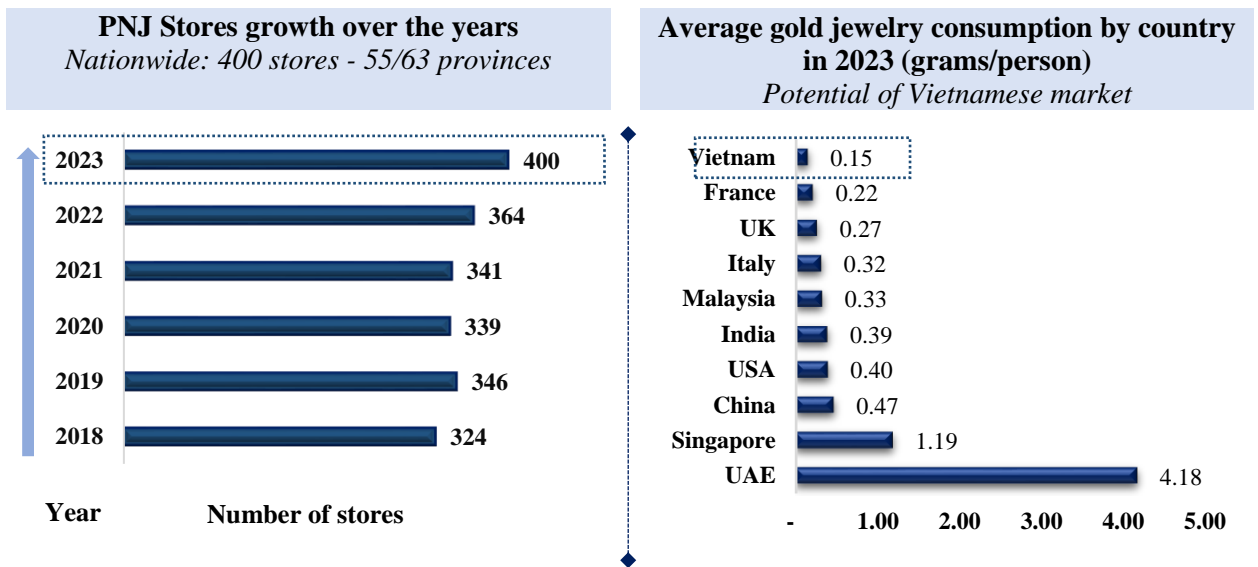 PNJ Stores growth over the years
Nationwide: 400 stores - 55/63 provinces
2023 400
2022 364
2021 341
2020 339
2019 346
2018 324
Year Number of stores
Average gold jewelry consumption by country
in 2023 (grams/person)
Potential of Vietnamese market
Vietnam 0.15
France 0.22
UK 0.27
Italy 0.32
Malaysia 0.33
India 0.39
USA 0.40
China 0.47
Singapore 1.19
UAE 4.18
- 1.00 2.00 3.00 4.00 5.00